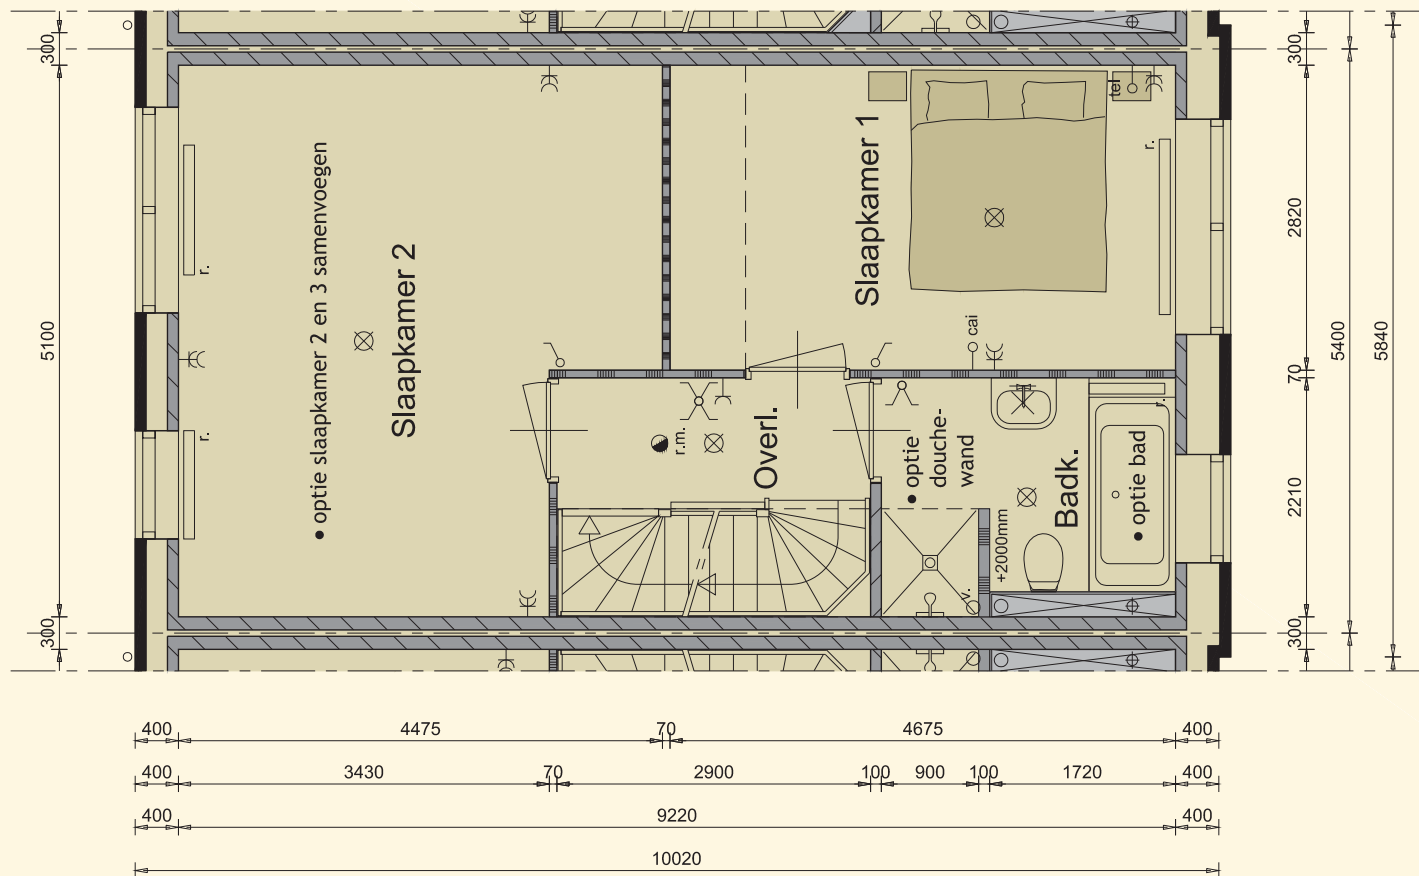 300
5100
300
r.
r.
• optie slaapkamer 2 en 3 samenvoegen
Slaapkamer 2
Slaapkamer 1
tel
r.
cai
r.m.
Overl.
• optie
douche-
wand
+2000mm
v.
Badk.
• optie bad
r.
300
2820
70
2210
300
5400
5840
400 4475 70 4675 400
400 3430 70 2900 100 900 100 1720 400
400 9220 400
10020